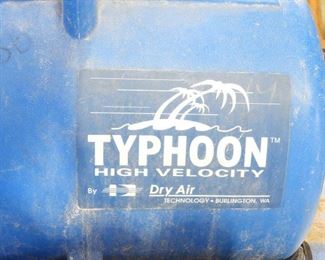 TYPHOON™
HIGH VELOCITY
By Dry Air
TECHNOLOGY • BURLINGTON, WA